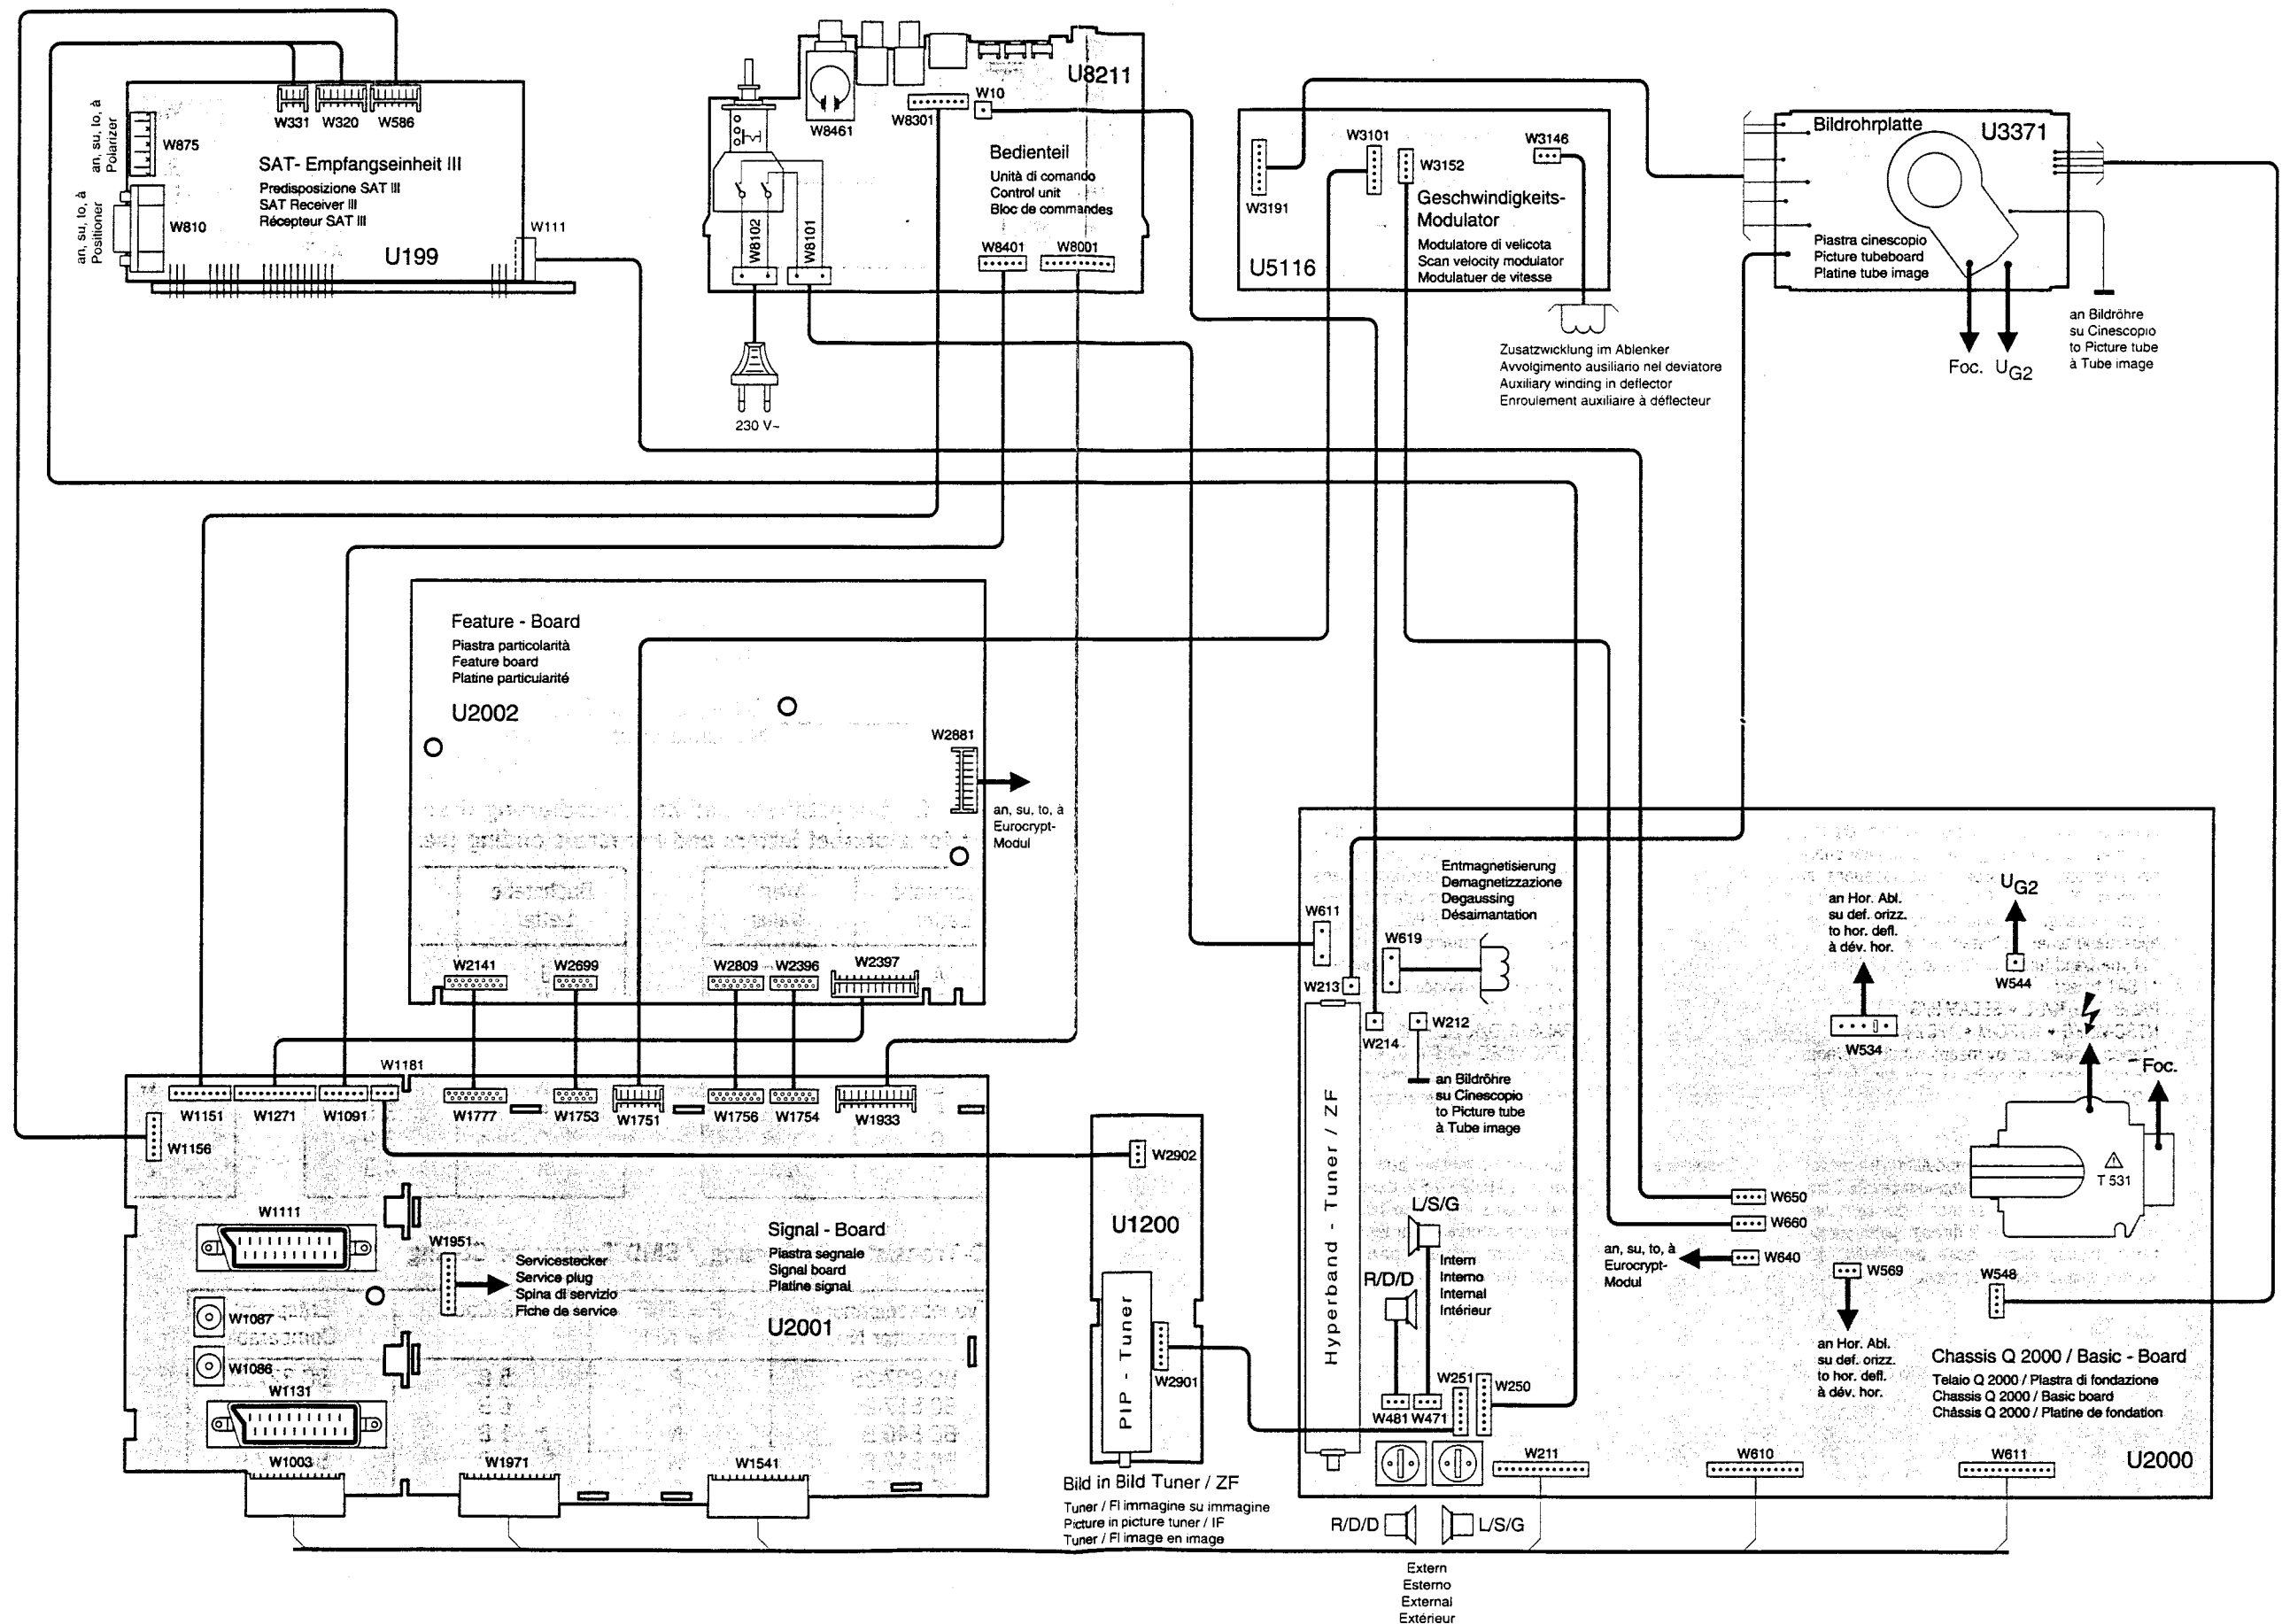 W331 W320 W586
W875
an, su, to, à
Polarizer
SAT- Empfangseinheit III
Predisposizione SAT III
SAT Receiver III
Récepteur SAT III
W810
an, su, to, à
Positioner
U199
W111
U8211
W10
W8461
W8301
Bedienteil
Unità di comando
Control unit
Bloc de commandes
W8102
W8101
W8401 W8001
230 V~
W3101
W3146
W3152
W3191
Geschwindigkeits-
Modulator
Modulatore di velicota
Scan velocity modulator
Modulatuer de vitesse
U5116
Zusatzwicklung im Ablenker
Avvolgimento ausiliario nel deviatore
Auxiliary winding in deflector
Enroulement auxiliaire à déflecteur
Bildrohrplatte
U3371
Piastra cinescopio
Picture tubeboard
Platine tube image
Foc. UG2
an Bildröhre
su Cinescopio
to Picture tube
à Tube image
Feature - Board
Piastra particolarità
Feature board
Platine particularité
U2002
W2881
an, su, to, à
Eurocrypt-
Modul
W2141 W2699 W2809 W2396 W2397
W1181
W1151 W1271 W1091 W1777 W1753 W1751 W1756 W1754 W1933
W1156
W1111
W1951
Servicestecker
Service plug
Spina di servizio
Fiche de service
Signal - Board
Piastra segnale
Signal board
Platine signal
U2001
W1087
W1086
W1131
W1003 W1971 W1541
W2902
U1200
PIP - Tuner
W2901
Bild in Bild Tuner / ZF
Tuner / FI immagine su immagine
Picture in picture tuner / IF
Tuner / FI image en image
Entmagnetisierung
Demagnetizzazione
Degaussing
Désaimantation
W611
W619
W213
W214
W212
an Bildröhre
su Cinescopio
to Picture tube
à Tube image
Hyperband - Tuner / ZF
L/S/G
R/D/D
Intern
Interno
Internal
Intérieur
W251
W250
W481 W471
an Hor. Abl.
su def. orizz.
to hor. defl.
à dév. hor.
UG2
W544
W534
Foc.
T 531
W650
W660
W640
an, su, to, à
Eurocrypt-
Modul
W569
W548
an Hor. Abl.
su def. orizz.
to hor. defl.
à dév. hor.
Chassis Q 2000 / Basic - Board
Telaio Q 2000 / Piastra di fondazione
Chassis Q 2000 / Basic board
Châssis Q 2000 / Platine de fondation
U2000
W211 W610 W611
R/D/D
L/S/G
Extern
Esterno
External
Extérieur